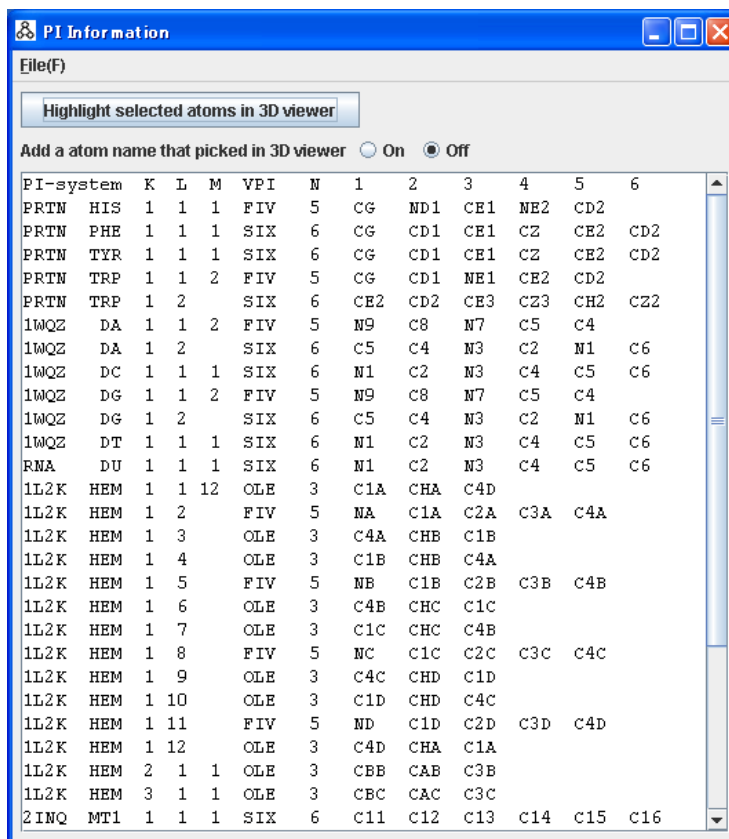 PI Information
File(F)
Highlight selected atoms in 3D viewer
Add a atom name that picked in 3D viewer On Off
PI-system K L M VPI N 1 2 3 4 5 6
PRTN HIS 1 1 1 FIV 5 CG ND1 CE1 NE2 CD2
PRTN PHE 1 1 1 SIX 6 CG CD1 CE1 CZ CE2 CD2
PRTN TYR 1 1 1 SIX 6 CG CD1 CE1 CZ CE2 CD2
PRTN TRP 1 1 2 FIV 5 CG CD1 NE1 CE2 CD2
PRTN TRP 1 2 SIX 6 CE2 CD2 CE3 CZ3 CH2 CZ2
1WQZ DA 1 1 2 FIV 5 N9 C8 N7 C5 C4
1WQZ DA 1 2 SIX 6 C5 C4 N3 C2 N1 C6
1WQZ DC 1 1 1 SIX 6 N1 C2 N3 C4 C5 C6
1WQZ DG 1 1 2 FIV 5 N9 C8 N7 C5 C4
1WQZ DG 1 2 SIX 6 C5 C4 N3 C2 N1 C6
1WQZ DT 1 1 1 SIX 6 N1 C2 N3 C4 C5 C6
RNA DU 1 1 1 SIX 6 N1 C2 N3 C4 C5 C6
1L2K HEM 1 1 12 OLE 3 C1A CHA C4D
1L2K HEM 1 2 FIV 5 NA C1A C2A C3A C4A
1L2K HEM 1 3 OLE 3 C4A CHB C1B
1L2K HEM 1 4 OLE 3 C1B CHB C4A
1L2K HEM 1 5 FIV 5 NB C1B C2B C3B C4B
1L2K HEM 1 6 OLE 3 C4B CHC C1C
1L2K HEM 1 7 OLE 3 C1C CHC C4B
1L2K HEM 1 8 FIV 5 NC C1C C2C C3C C4C
1L2K HEM 1 9 OLE 3 C4C CHD C1D
1L2K HEM 1 10 OLE 3 C1D CHD C4C
1L2K HEM 1 11 FIV 5 ND C1D C2D C3D C4D
1L2K HEM 1 12 OLE 3 C4D CHA C1A
1L2K HEM 2 1 1 OLE 3 CBB CAB C3B
1L2K HEM 3 1 1 OLE 3 CBC CAC C3C
2INQ MT1 1 1 1 SIX 6 C11 C12 C13 C14 C15 C16